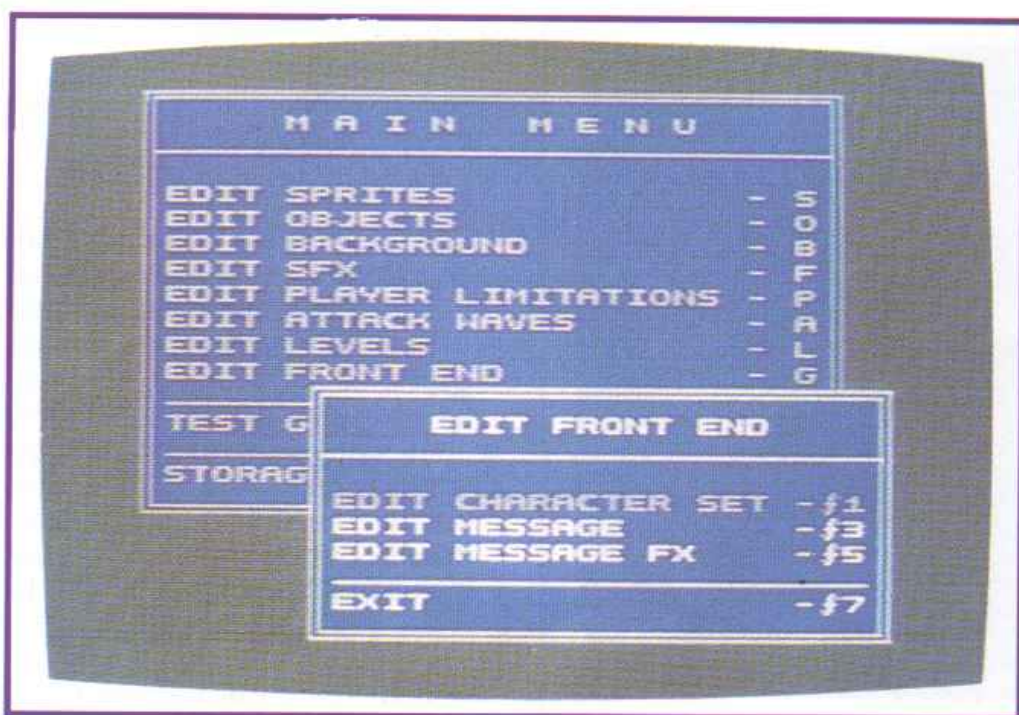 MAIN MENU
EDIT SPRITES - S
EDIT OBJECTS - O
EDIT BACKGROUND - B
EDIT SFX - F
EDIT PLAYER LIMITATIONS - P
EDIT ATTACK WAVES - A
EDIT LEVELS - L
EDIT FRONT END - G
TEST G
STORAG
EDIT FRONT END
EDIT CHARACTER SET -f1
EDIT MESSAGE -f3
EDIT MESSAGE FX -f5
EXIT -f7